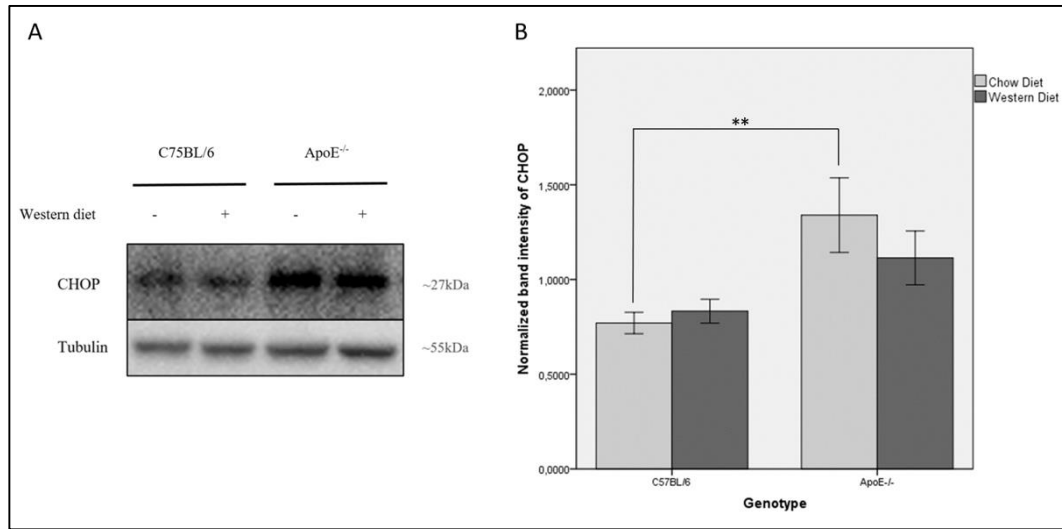 A
C75BL/6 ApoE-/-
Western diet - + - +
CHOP ~27kDa
Tubulin ~55kDa
B
Chow Diet
Western Diet
Normalized band intensity of CHOP
2,0000
**
1,5000
1,0000
0,5000
0,0000
C57BL/6 ApoE-/-
Genotype